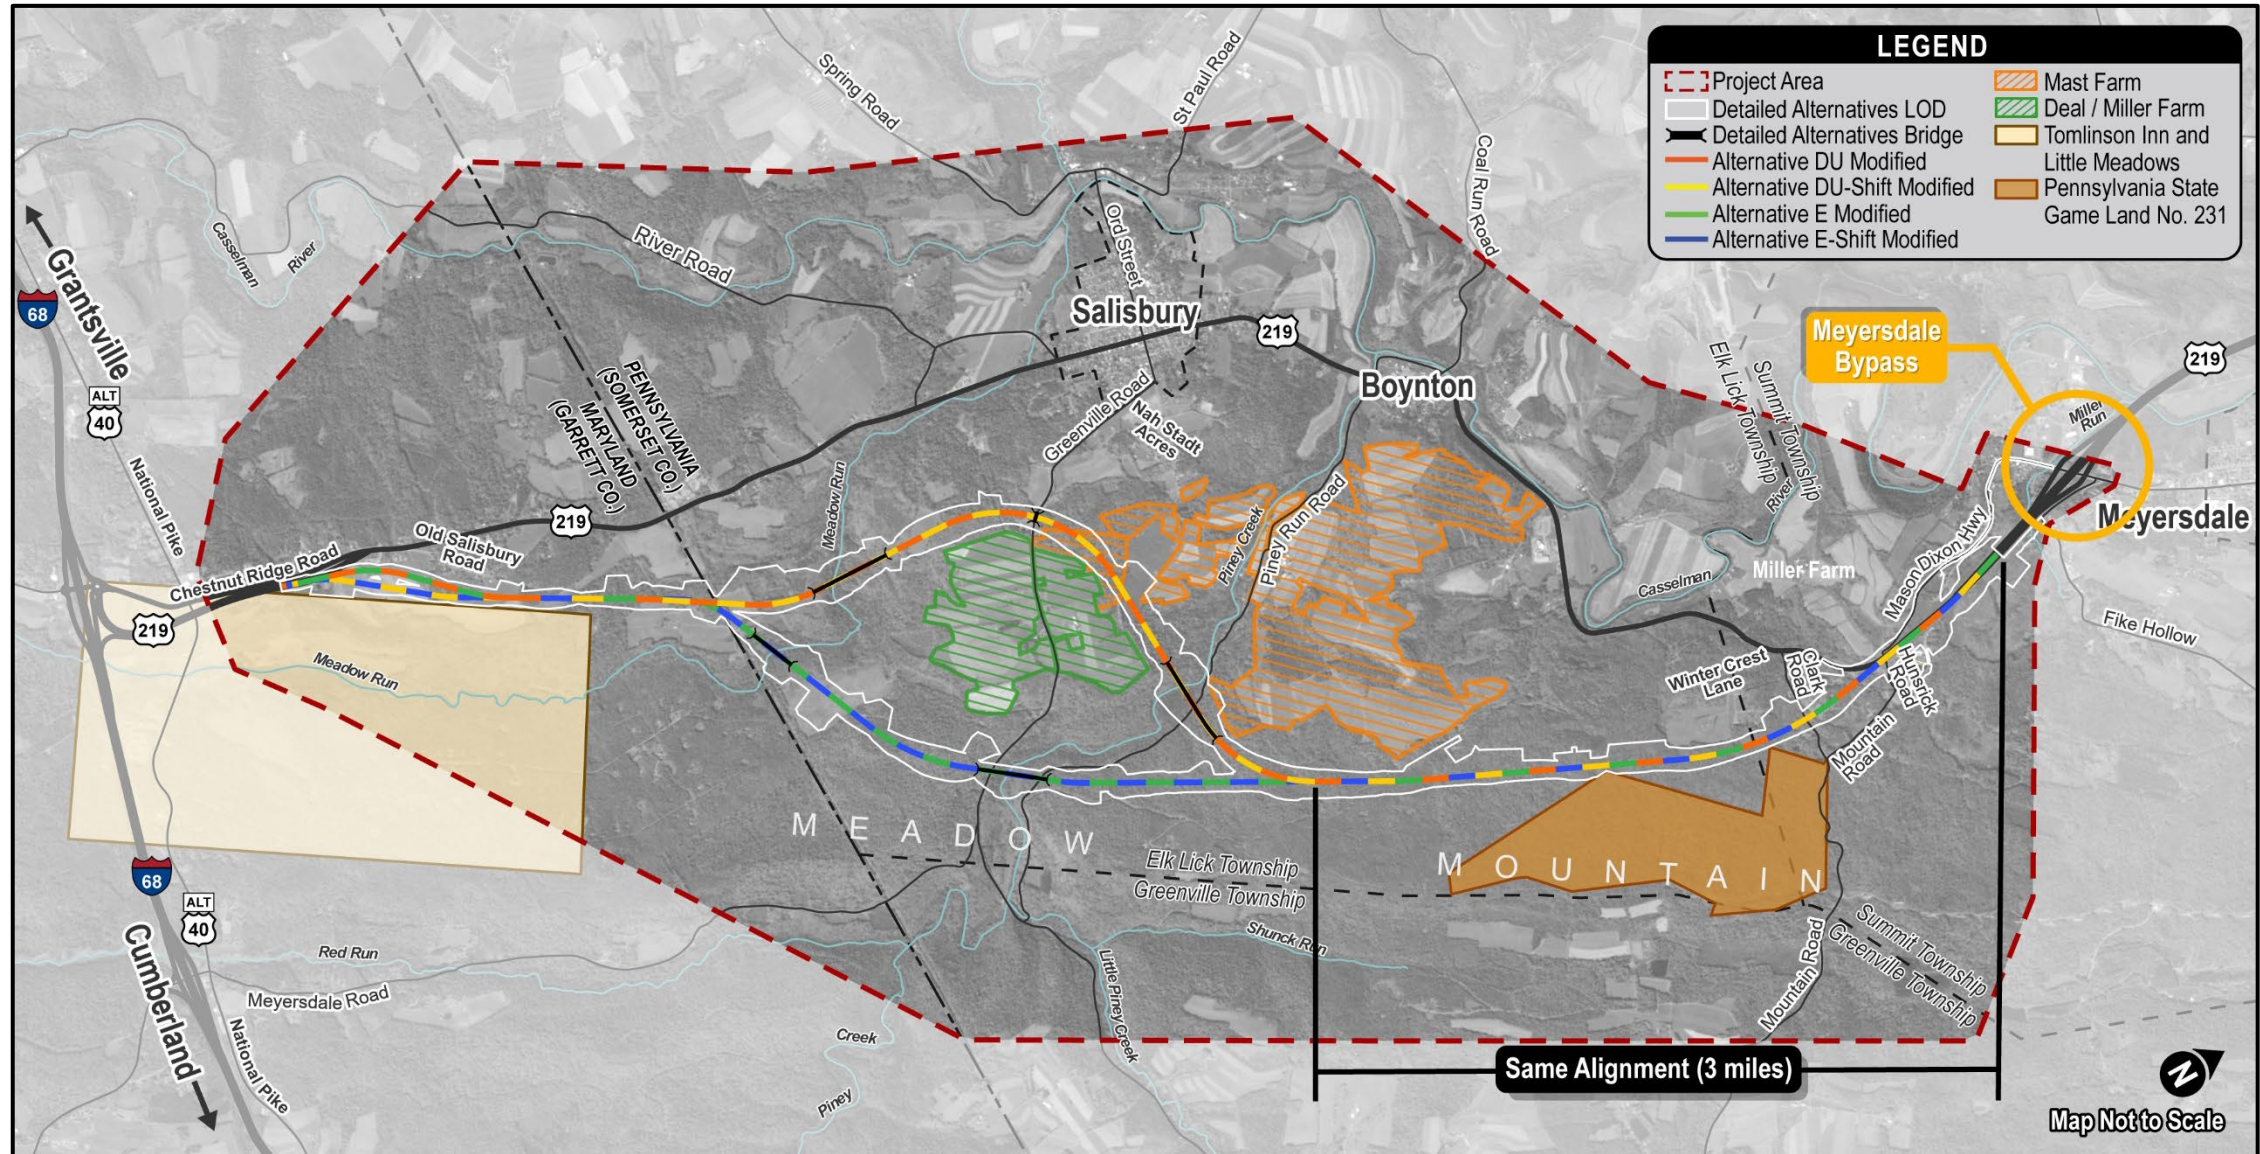 LEGEND
Project Area
Detailed Alternatives LOD
Detailed Alternatives Bridge
Alternative DU Modified
Alternative DU-Shift Modified
Alternative E Modified
Alternative E-Shift Modified
Mast Farm
Deal / Miller Farm
Tomlinson Inn and
Little Meadows
Pennsylvania State
Game Land No. 231
Spring Road
St Paul Road
Coal Run Road
Casselman
River
Grantsville
68
ALT
40
National Pike
River Road
Ord Street
Salisbury
219
Boynton
Meyersdale
Bypass
Elk Lick Township
Summit Township
219
Miller
Run
Meyersdale
PENNSYLVANIA
(SOMERSET CO.)
MARYLAND
(GARRETT CO.)
Greenville Road
Nah Stadt
Acres
Meadow Run
219
Old Salisbury
Road
Chestnut Ridge Road
219
Meadow Run
Piney Creek
Piney Run Road
River
Casselman
Miller Farm
Mason Dixon Hwy
Fike Hollow
Winter Crest
Lane
Clark
Road
Hunsrick
Road
Mountain
Road
MEADOW
MOUNTAIN
Elk Lick Township
Greenville Township
Shunck Run
Summit Township
Greenville Township
Mountain Road
68
ALT
40
Cumberland
Red Run
Meyersdale Road
National Pike
Creek
Piney
Little Piney Creek
Same Alignment (3 miles)
N
Map Not to Scale